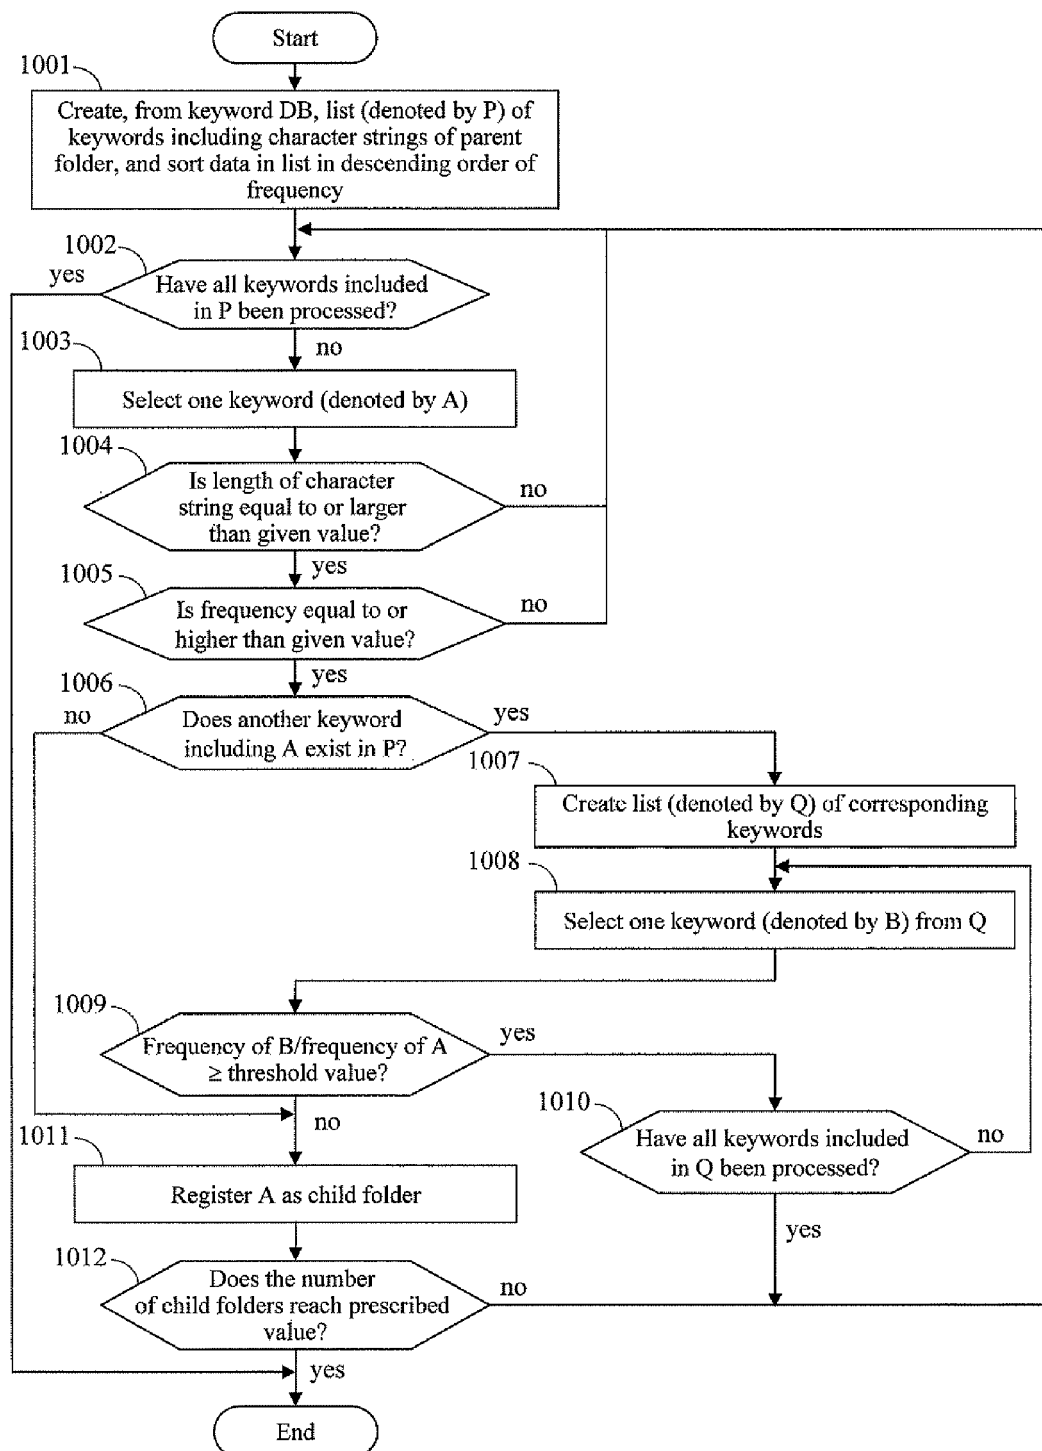 Start
1001
Create, from keyword DB, list (denoted by P) of
keywords including character strings of parent
folder, and sort data in list in descending order of
frequency
1002
yes
Have all keywords included
in P been processed?
no
1003
Select one keyword (denoted by A)
1004
Is length of character
string equal to or larger
than given value?
no
yes
1005
Is frequency equal to or
higher than given value?
no
yes
1006
no
Does another keyword
including A exist in P?
yes
1007
Create list (denoted by Q) of corresponding
keywords
1008
Select one keyword (denoted by B) from Q
1009
Frequency of B/frequency of A
≥ threshold value?
yes
no
1010
Have all keywords included
in Q been processed?
no
yes
1011
Register A as child folder
1012
Does the number
of child folders reach prescribed
value?
no
yes
End